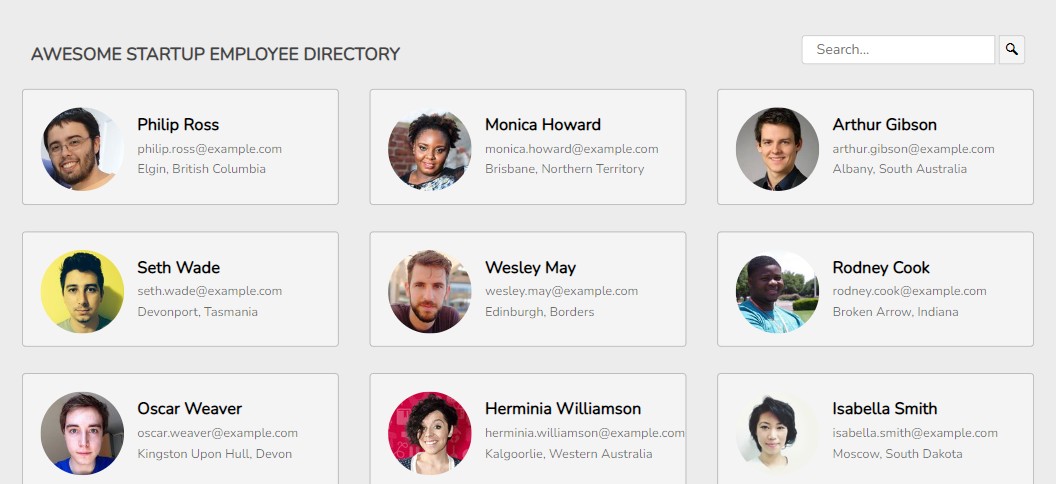 AWESOME STARTUP EMPLOYEE DIRECTORY
Search...
Philip Ross
philip.ross@example.com
Elgin, British Columbia
Monica Howard
monica.howard@example.com
Brisbane, Northern Territory
Arthur Gibson
arthur.gibson@example.com
Albany, South Australia
Seth Wade
seth.wade@example.com
Devonport, Tasmania
Wesley May
wesley.may@example.com
Edinburgh, Borders
Rodney Cook
rodney.cook@example.com
Broken Arrow, Indiana
Oscar Weaver
oscar.weaver@example.com
Kingston Upon Hull, Devon
Herminia Williamson
herminia.williamson@example.com
Kalgoorlie, Western Australia
Isabella Smith
isabella.smith@example.com
Moscow, South Dakota